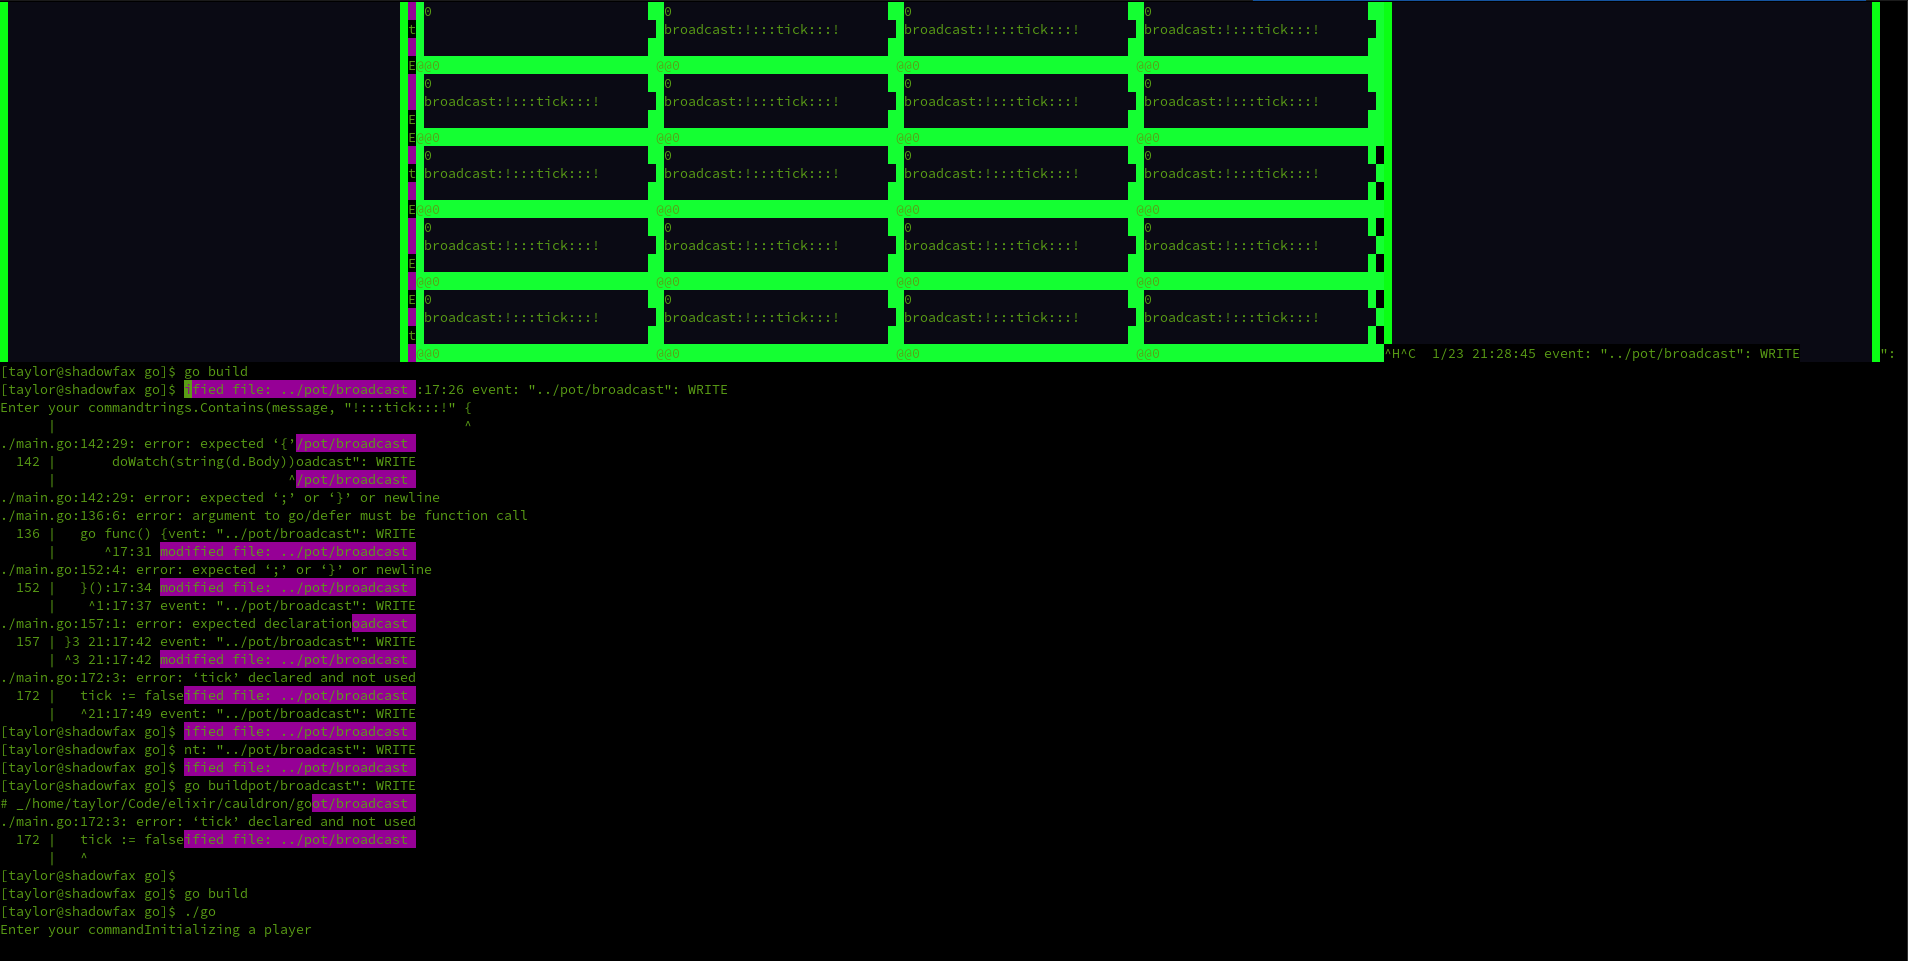 0 0 0 0
t broadcast:!:::tick:::! broadcast:!:::tick:::! broadcast:!:::tick:::!
E@@0 @@0 @@0 @@0
0 0 0 0
broadcast:!:::tick:::! broadcast:!:::tick:::! broadcast:!:::tick:::! broadcast:!:::tick:::!
E
E@@0 @@0 @@0 @@0
0 0 0 0
t broadcast:!:::tick:::! broadcast:!:::tick:::! broadcast:!:::tick:::! broadcast:!:::tick:::!
E@@0 @@0 @@0 @@0
0 0 0 0
broadcast:!:::tick:::! broadcast:!:::tick:::! broadcast:!:::tick:::! broadcast:!:::tick:::!
E
@@0 @@0 @@0 @@0
E 0 0 0 0
broadcast:!:::tick:::! broadcast:!:::tick:::! broadcast:!:::tick:::! broadcast:!:::tick:::!
t
@@0 @@0 @@0 @@0 ^H^C  1/23 21:28:45 event: "../pot/broadcast": WRITE ":
[taylor@shadowfax go]$ go build
[taylor@shadowfax go]$ ified file: ../pot/broadcast :17:26 event: "../pot/broadcast": WRITE
Enter your commandtrings.Contains(message, "!:::tick:::!" {
      |                                                   ^
./main.go:142:29: error: expected ‘{’/pot/broadcast
  142 |       doWatch(string(d.Body))oadcast": WRITE
      |                             ^/pot/broadcast
./main.go:142:29: error: expected ‘;’ or ‘}’ or newline
./main.go:136:6: error: argument to go/defer must be function call
  136 |   go func() {vent: "../pot/broadcast": WRITE
      |      ^17:31 modified file: ../pot/broadcast
./main.go:152:4: error: expected ‘;’ or ‘}’ or newline
  152 |   }():17:34 modified file: ../pot/broadcast
      |    ^1:17:37 event: "../pot/broadcast": WRITE
./main.go:157:1: error: expected declarationoadcast
  157 | }3 21:17:42 event: "../pot/broadcast": WRITE
      | ^3 21:17:42 modified file: ../pot/broadcast
./main.go:172:3: error: ‘tick’ declared and not used
  172 |   tick := falseified file: ../pot/broadcast
      |   ^21:17:49 event: "../pot/broadcast": WRITE
[taylor@shadowfax go]$ ified file: ../pot/broadcast
[taylor@shadowfax go]$ nt: "../pot/broadcast": WRITE
[taylor@shadowfax go]$ ified file: ../pot/broadcast
[taylor@shadowfax go]$ go buildpot/broadcast": WRITE
# _/home/taylor/Code/elixir/cauldron/goot/broadcast
./main.go:172:3: error: ‘tick’ declared and not used
  172 |   tick := falseified file: ../pot/broadcast
      |   ^
[taylor@shadowfax go]$
[taylor@shadowfax go]$ go build
[taylor@shadowfax go]$ ./go
Enter your commandInitializing a player